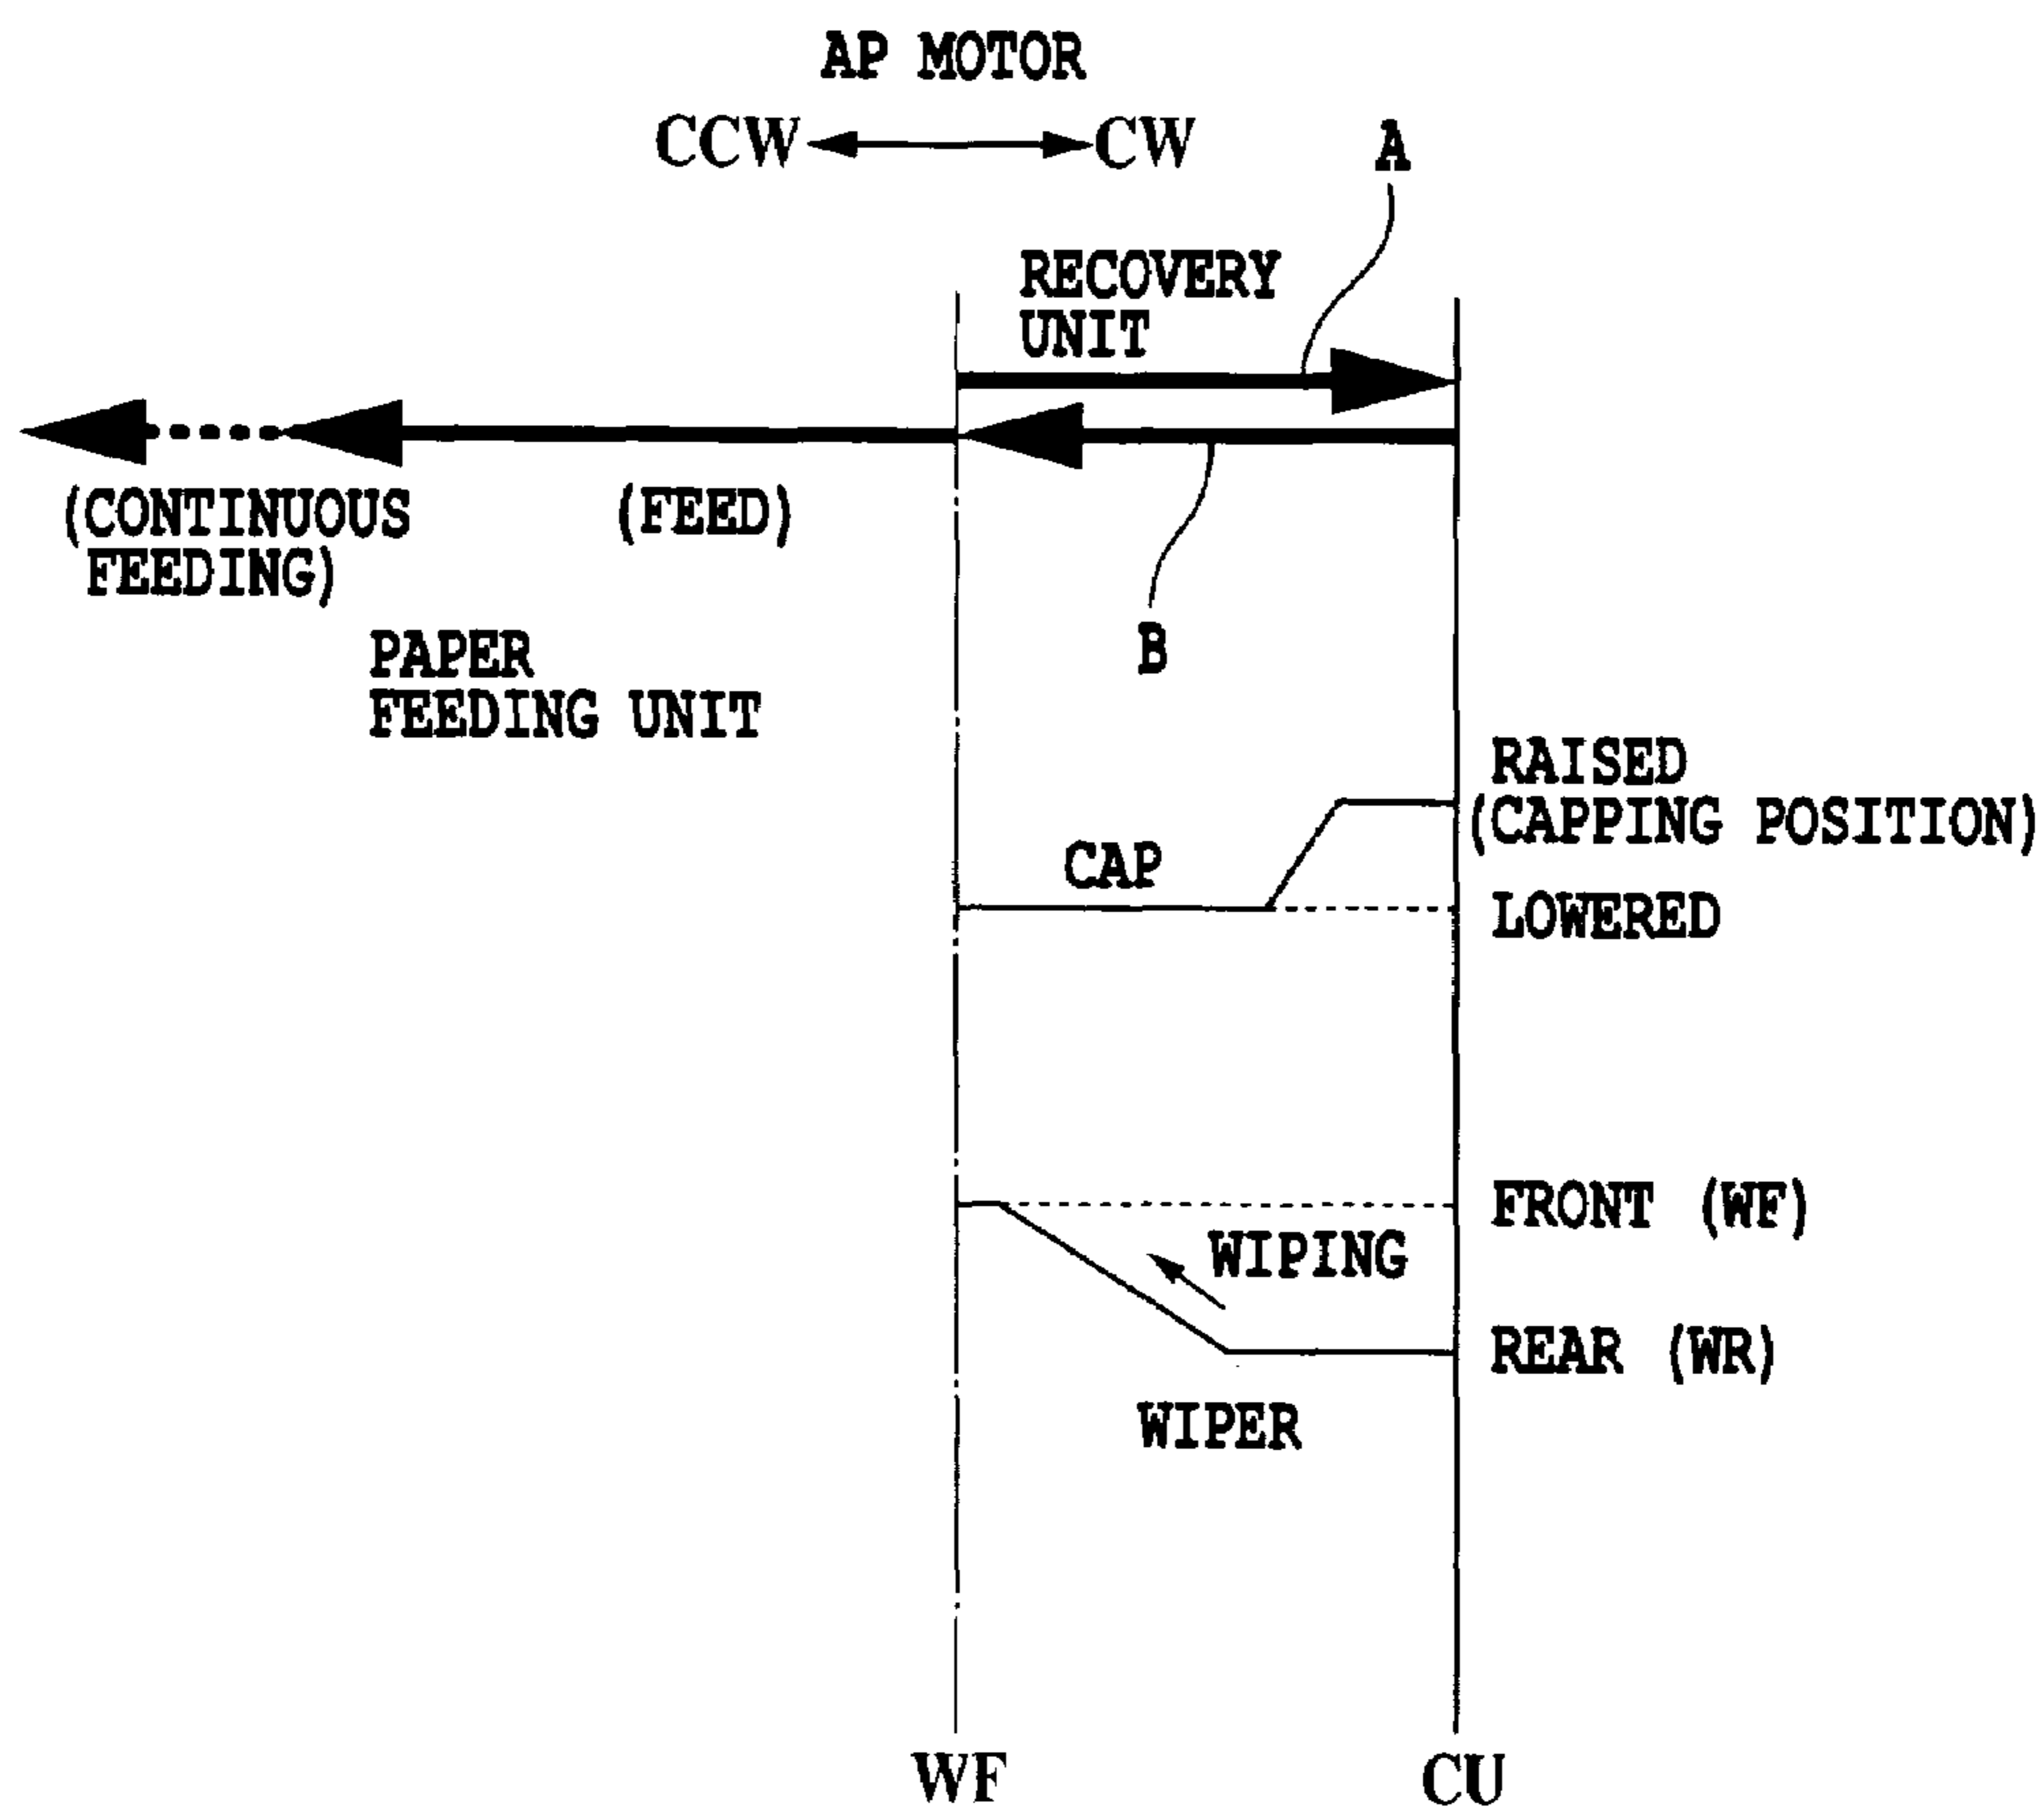 AP MOTOR
CCW CW
A
RECOVERY
UNIT
(CONTINUOUS
FEEDING)
(FEED)
B
PAPER
FEEDING UNIT
RAISED
(CAPPING POSITION)
CAP
LOWERED
FRONT (WF)
WIPING
REAR (WR)
WIPER
WF
CU